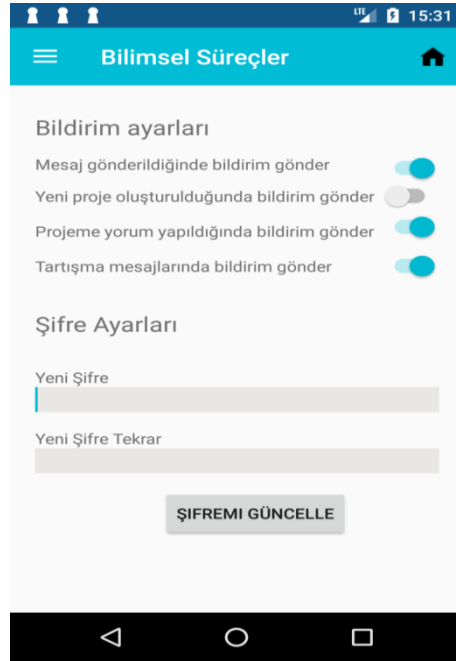 LTE 15:31
Bilimsel Süreçler
Bildirim ayarları
Mesaj gönderildiğinde bildirim gönder
Yeni proje oluşturulduğunda bildirim gönder
Projeme yorum yapıldığında bildirim gönder
Tartışma mesajlarında bildirim gönder
Şifre Ayarları
Yeni Şifre
Yeni Şifre Tekrar
ŞIFREMI GÜNCELLE